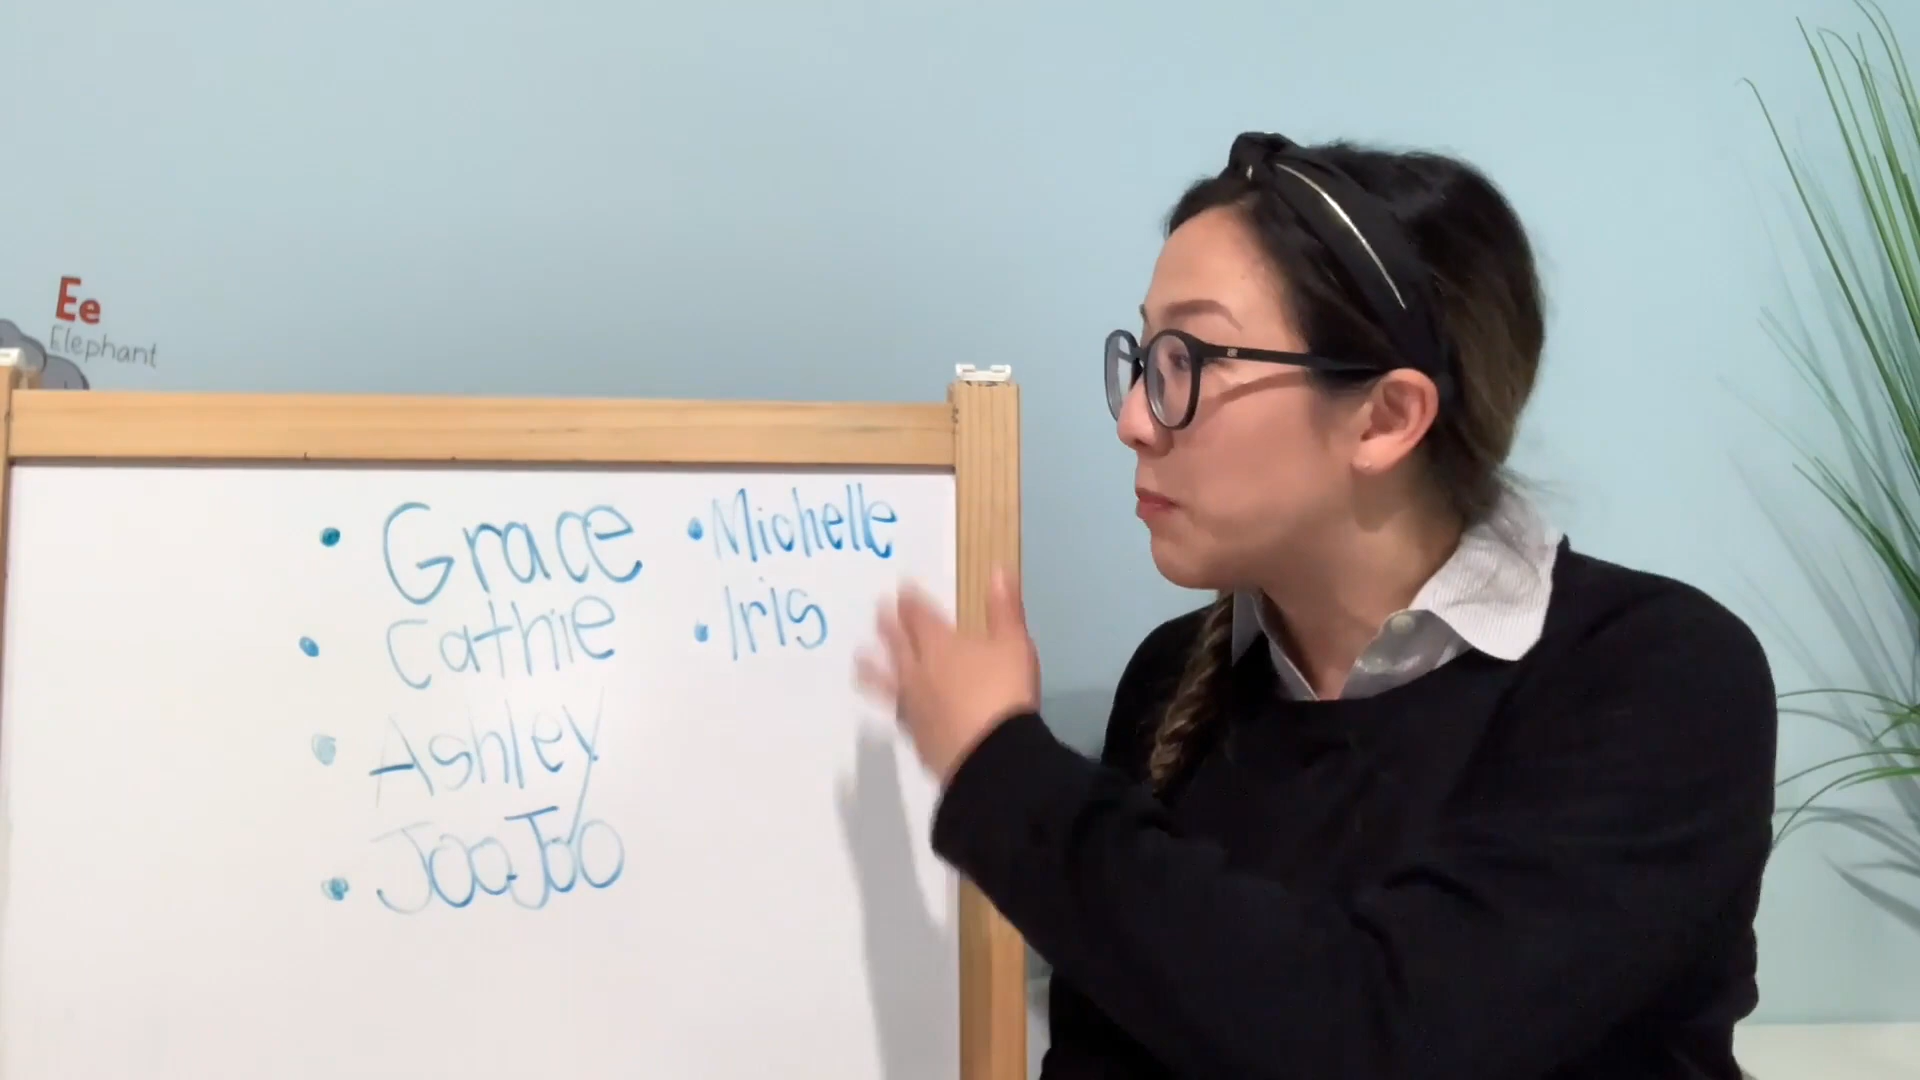 Ee
Elephant
• Grace
• Cathie
• Ashley
• JooJoo
• Michelle
• Iris